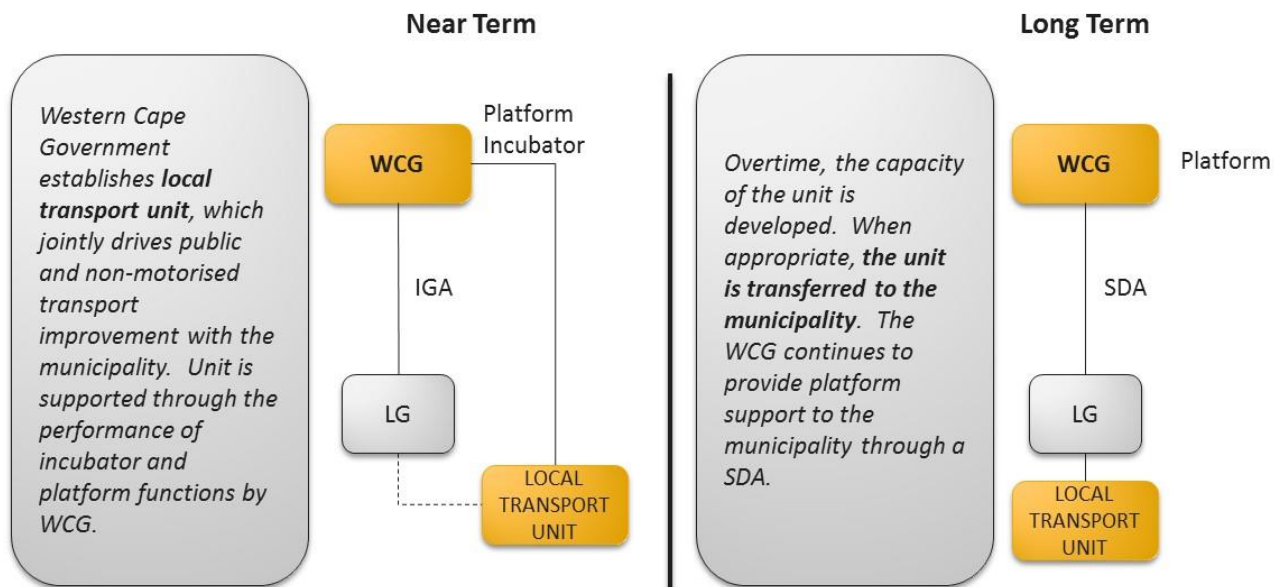 Near Term
Western Cape
Government
establishes local
transport unit, which
jointly drives public
and non-motorised
transport
improvement with the
municipality.  Unit is
supported through the
performance of
incubator and
platform functions by
WCG.
WCG
Platform
Incubator
IGA
LG
LOCAL
TRANSPORT
UNIT
Long Term
Overtime, the capacity
of the unit is
developed.  When
appropriate, the unit
is transferred to the
municipality.  The
WCG continues to
provide platform
support to the
municipality through a
SDA.
WCG
Platform
SDA
LG
LOCAL
TRANSPORT
UNIT